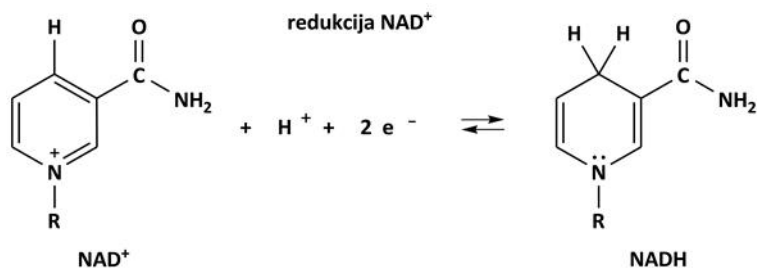 redukcija NAD⁺
H
O
C
NH₂
+
N
R
NAD⁺
+ H⁺ + 2 e⁻
H H
O
C
NH₂
N
R
NADH